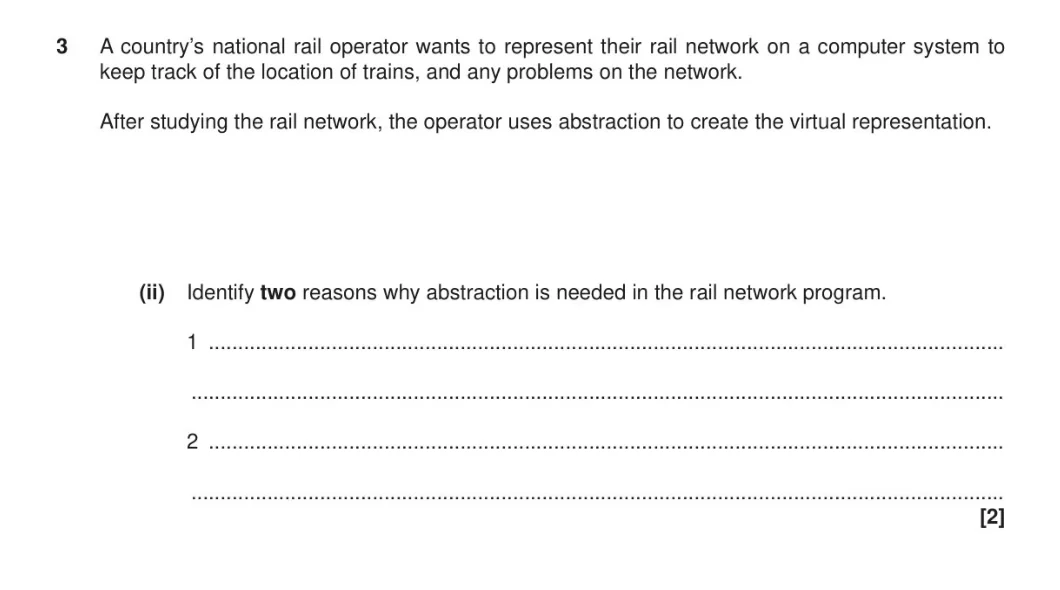 3 A country's national rail operator wants to represent their rail network on a computer system to
keep track of the location of trains, and any problems on the network.
After studying the rail network, the operator uses abstraction to create the virtual representation.
(ii) Identify two reasons why abstraction is needed in the rail network program.
1 ................................................................................
................................................................................
2 ................................................................................
................................................................................
[2]